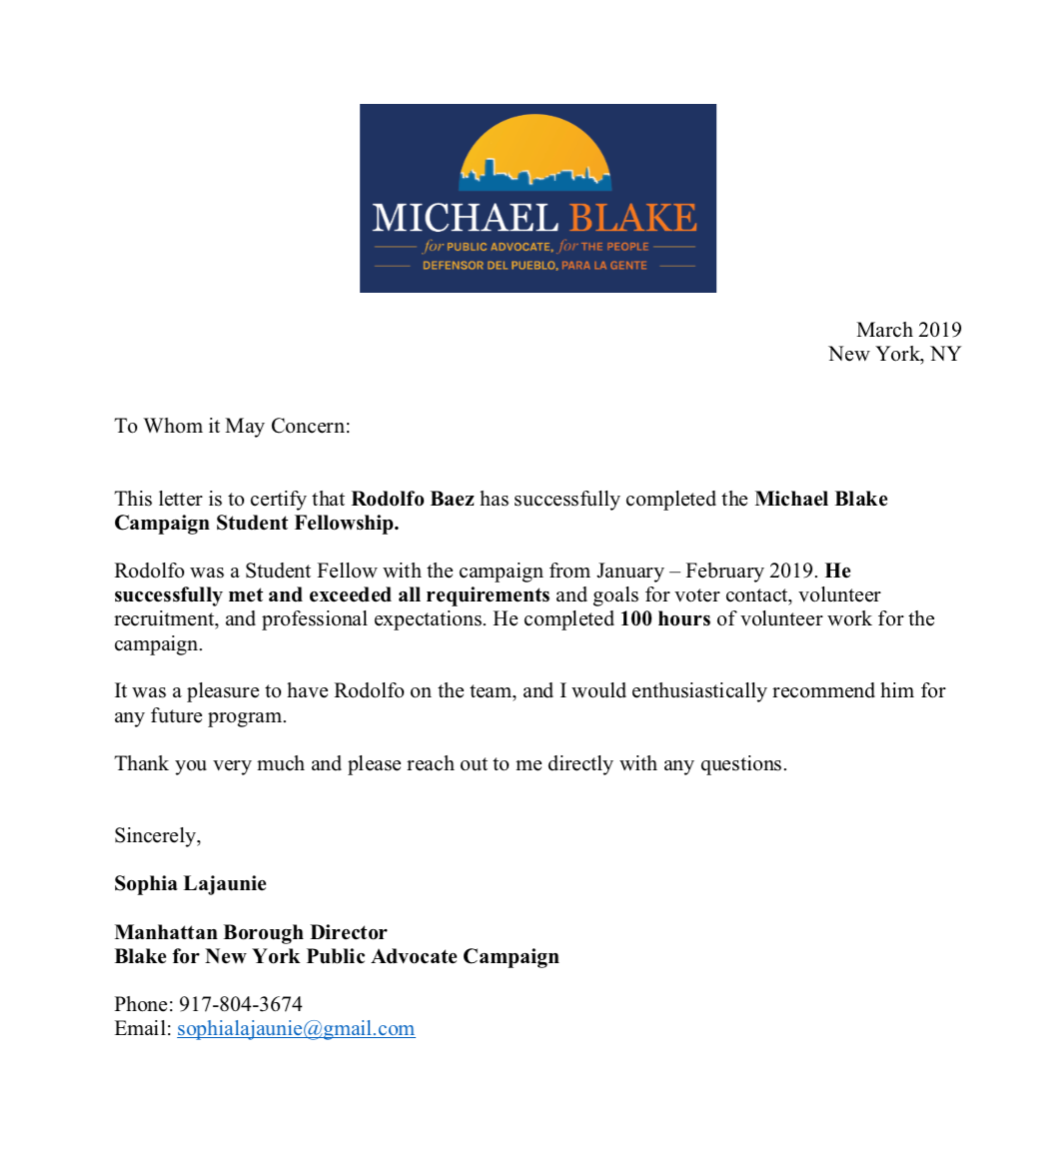 MICHAEL BLAKE
for PUBLIC ADVOCATE, for THE PEOPLE
DEFENSOR DEL PUEBLO, PARA LA GENTE
March 2019
New York, NY
To Whom it May Concern:
This letter is to certify that Rodolfo Baez has successfully completed the Michael Blake
Campaign Student Fellowship.
Rodolfo was a Student Fellow with the campaign from January – February 2019. He
successfully met and exceeded all requirements and goals for voter contact, volunteer
recruitment, and professional expectations. He completed 100 hours of volunteer work for the
campaign.
It was a pleasure to have Rodolfo on the team, and I would enthusiastically recommend him for
any future program.
Thank you very much and please reach out to me directly with any questions.
Sincerely,
Sophia Lajaunie
Manhattan Borough Director
Blake for New York Public Advocate Campaign
Phone: 917-804-3674
Email: sophialajaunie@gmail.com